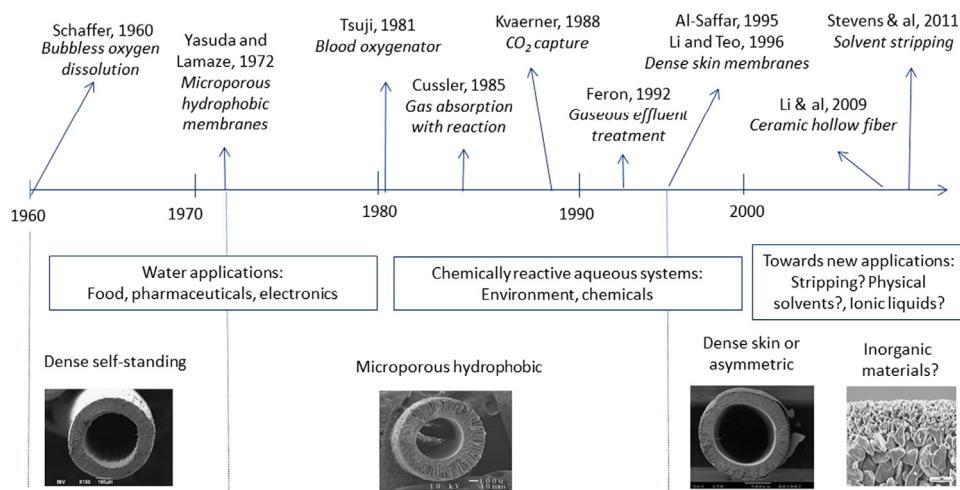 Schaffer, 1960
Bubbless oxygen
dissolution
Yasuda and
Lamaze, 1972
Microporous
hydrophobic
membranes
Tsuji, 1981
Blood oxygenator
Cussler, 1985
Gas absorption
with reaction
Kvaerner, 1988
CO₂ capture
Feron, 1992
Gaseous effluent
treatment
Al-Saffar, 1995
Li and Teo, 1996
Dense skin membranes
Li & al, 2009
Ceramic hollow fiber
Stevens & al, 2011
Solvent stripping
1960
1970
1980
1990
2000
Water applications:
Food, pharmaceuticals, electronics
Chemically reactive aqueous systems:
Environment, chemicals
Towards new applications:
Stripping? Physical
solvents?, Ionic liquids?
Dense self-standing
Microporous hydrophobic
Dense skin or
asymmetric
Inorganic
materials?
X150 100µm
10 kV